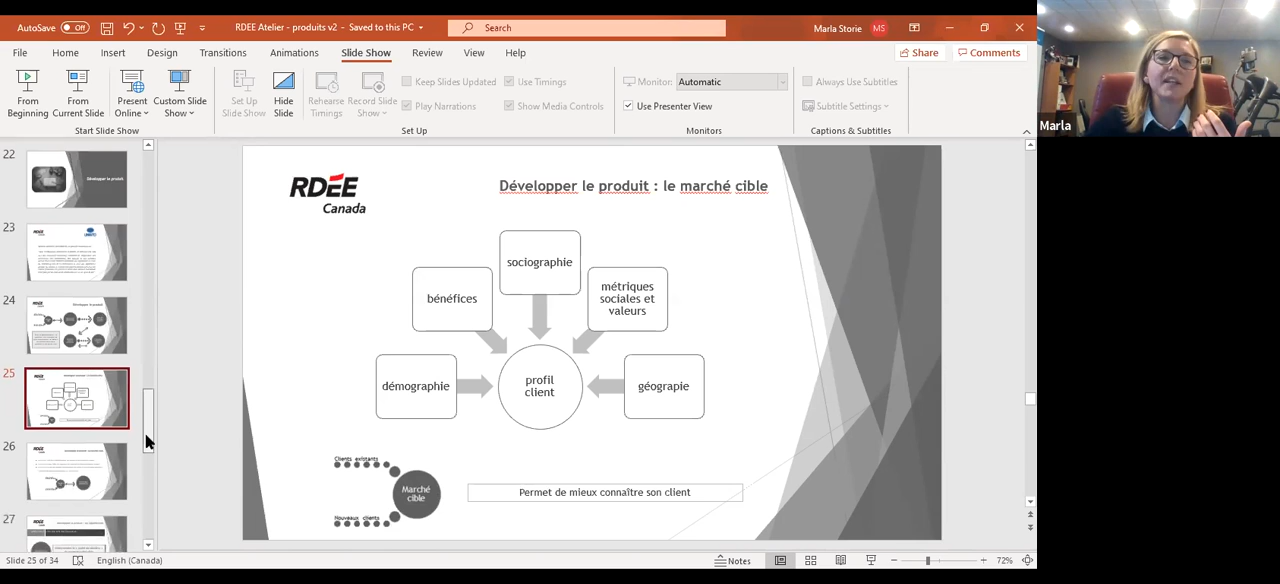 AutoSave Off
RDEE Atelier - produits v2 - Saved to this PC
Search
Marla Storie MS
File Home Insert Design Transitions Animations Slide Show Review View Help
Share Comments
From Beginning
From Current Slide
Present Online
Custom Slide Show
Start Slide Show
Set Up Slide Show
Hide Slide
Rehearse Timings
Record Slide Show
Keep Slides Updated
Play Narrations
Use Timings
Show Media Controls
Set Up
Monitor: Automatic
Use Presenter View
Monitors
Always Use Subtitles
Subtitle Settings
Captions & Subtitles
Marla
22
Développer le produit
23
24
25
26
27
RDÉE
Canada
Développer le produit : le marché cible
sociographie
bénéfices
métriques
sociales et
valeurs
démographie
profil
client
géograpie
Clients existants
Marché
cible
Nouveaux clients
Permet de mieux connaître son client
Slide 25 of 34 English (Canada)
Notes
72%